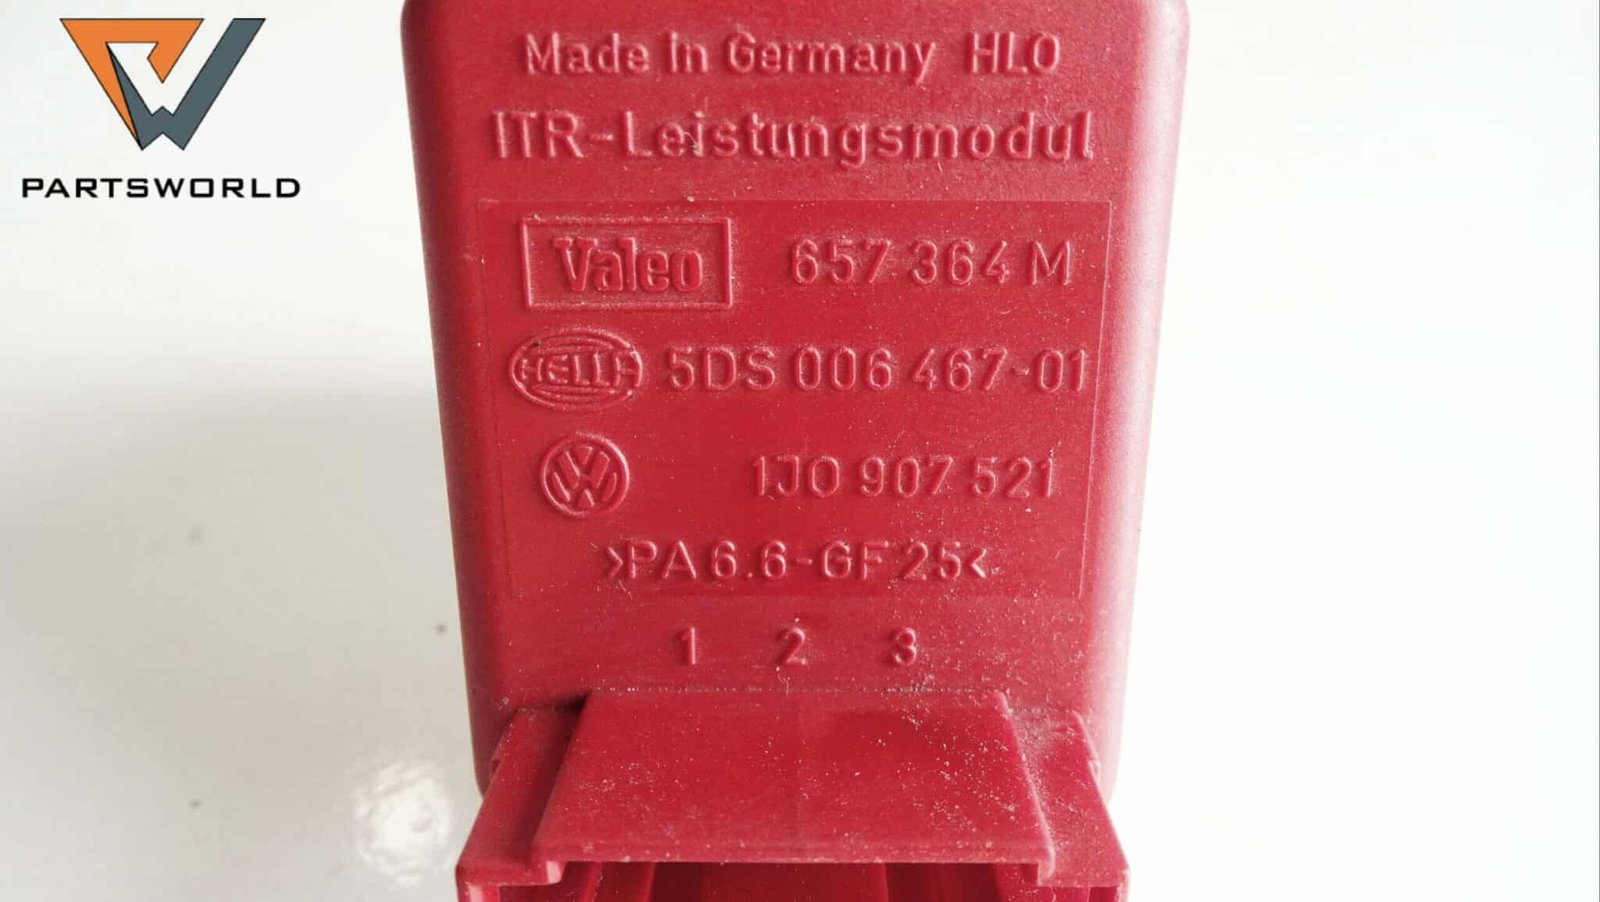 PARTSWORLD
Made in Germany HLO
ITR-Leistungsmodul
Valeo 657 364 M
HELLA 5DS 006 467-01
VW 1J0 907 521
>PA6.6-GF25<
1 2 3